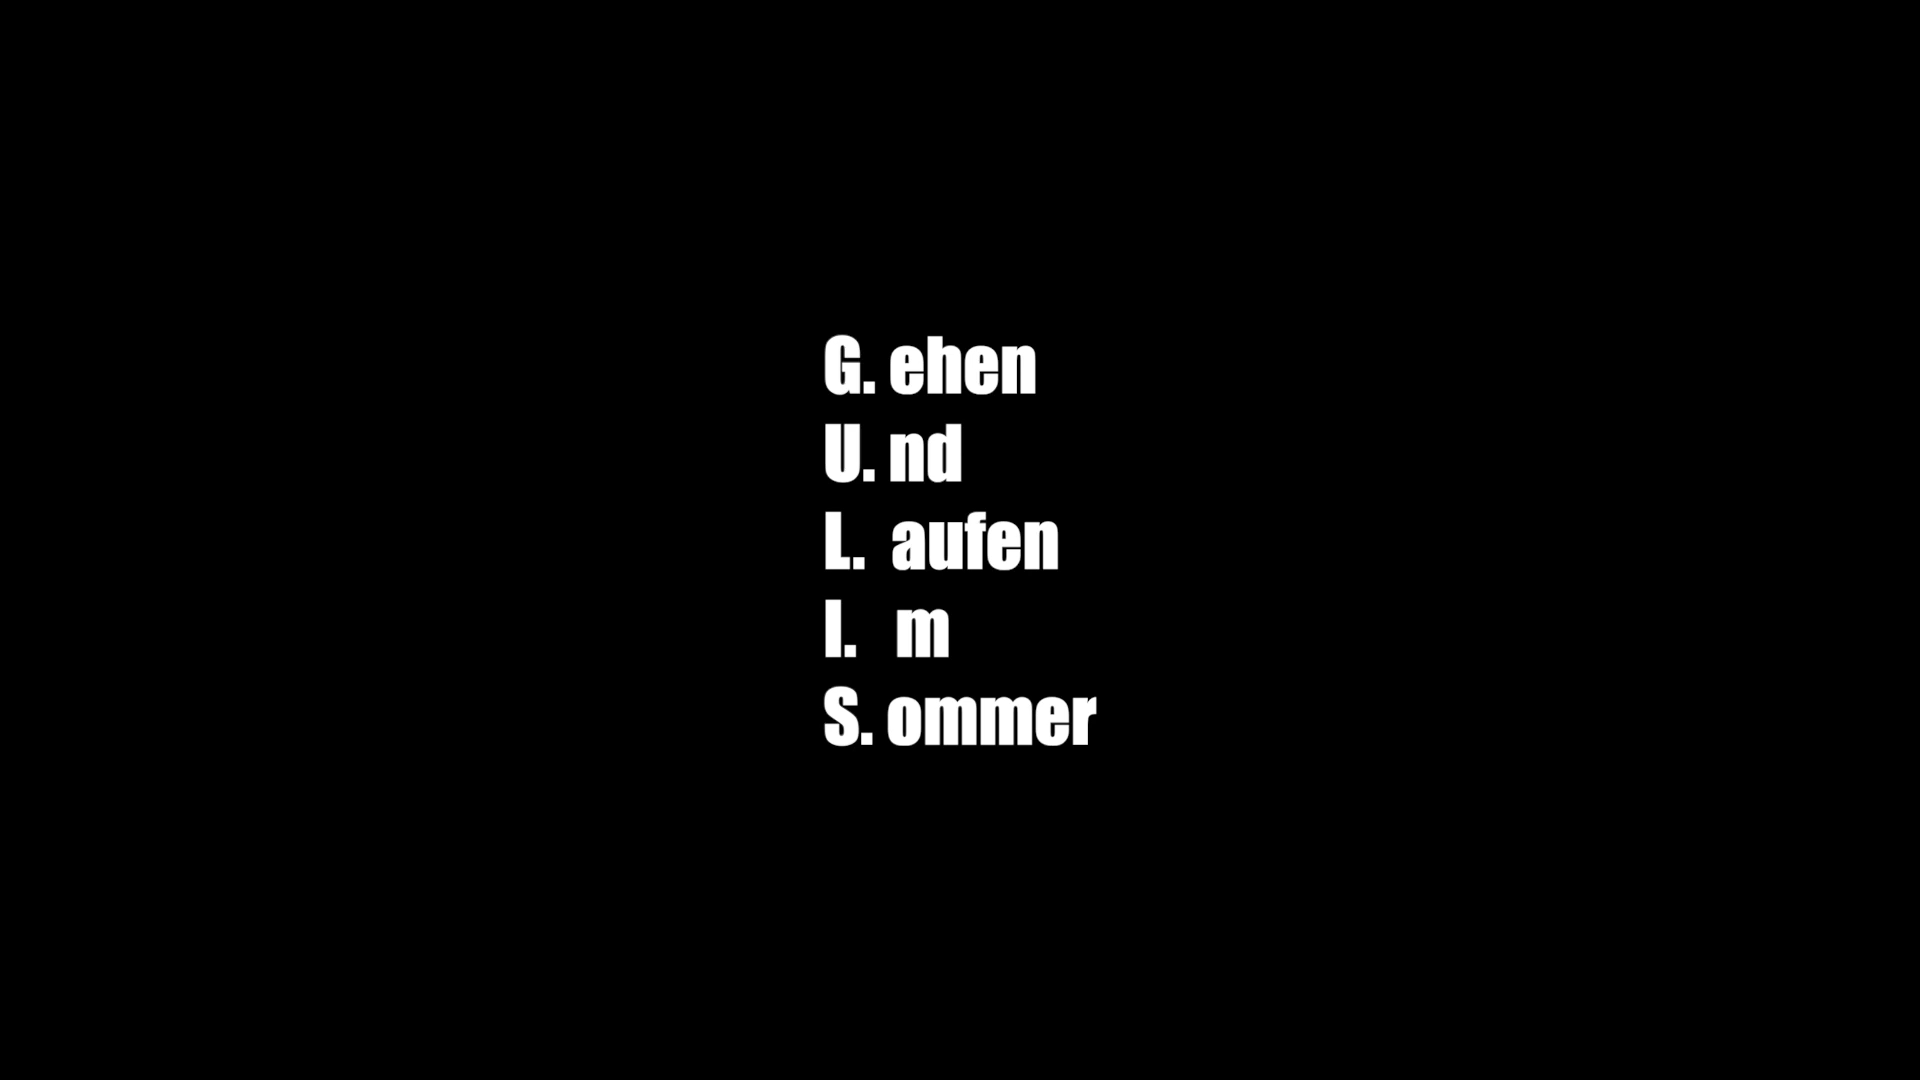 G. ehen
U. nd
L. aufen
I. m
S. ommer